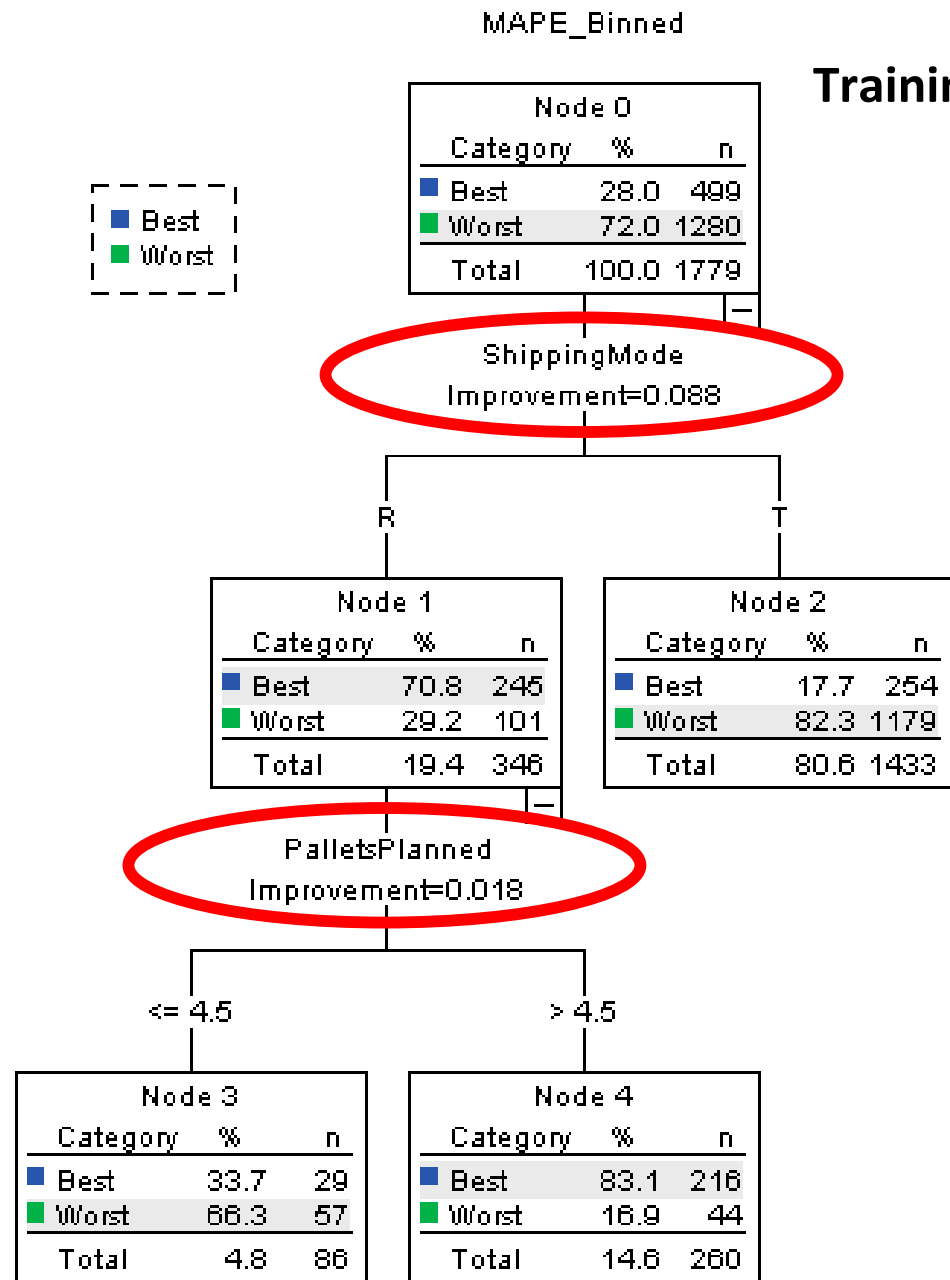 MAPE_Binned
Node 0
Category % n
Best 28.0 499
Worst 72.0 1280
Total 100.0 1779
Best
Worst
ShippingMode
Improvement=0.088
R
T
Node 1
Category % n
Best 70.8 245
Worst 29.2 101
Total 19.4 346
Node 2
Category % n
Best 17.7 254
Worst 82.3 1179
Total 80.6 1433
PalletsPlanned
Improvement=0.018
<= 4.5
> 4.5
Node 3
Category % n
Best 33.7 29
Worst 66.3 57
Total 4.8 86
Node 4
Category % n
Best 83.1 216
Worst 16.9 44
Total 14.6 260